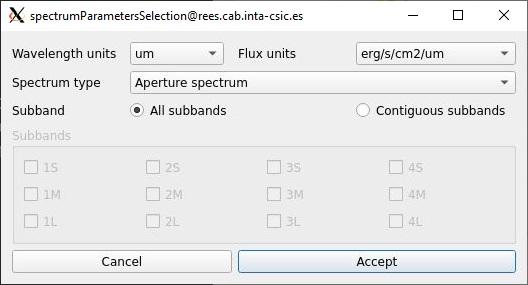 spectrumParametersSelection@rees.cab.inta-csic.es
Wavelength units um Flux units erg/s/cm2/um
Spectrum type Aperture spectrum
Subband All subbands Contiguous subbands
Subbands
1S 2S 3S 4S
1M 2M 3M 4M
1L 2L 3L 4L
Cancel Accept